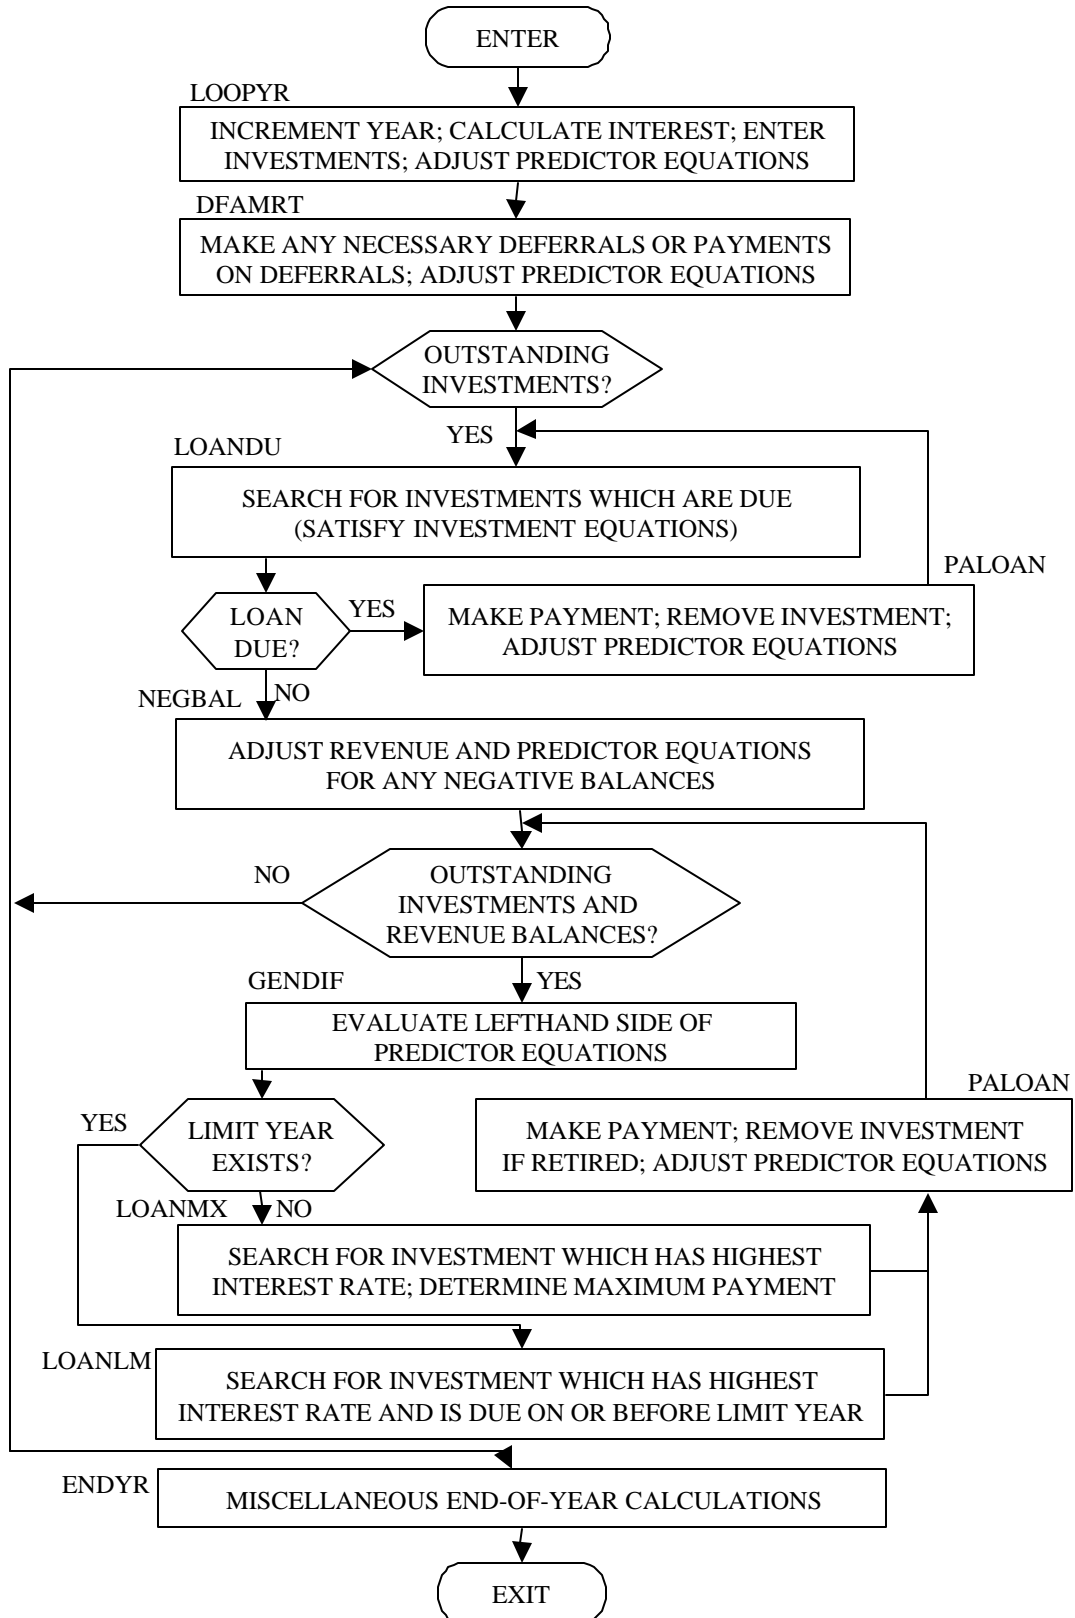 ENTER
LOOPYR
INCREMENT YEAR; CALCULATE INTEREST; ENTER
INVESTMENTS; ADJUST PREDICTOR EQUATIONS
DFAMRT
MAKE ANY NECESSARY DEFERRALS OR PAYMENTS
ON DEFERRALS; ADJUST PREDICTOR EQUATIONS
OUTSTANDING
INVESTMENTS?
YES
LOANDU
SEARCH FOR INVESTMENTS WHICH ARE DUE
(SATISFY INVESTMENT EQUATIONS)
LOAN
DUE?
YES
PALOAN
MAKE PAYMENT; REMOVE INVESTMENT;
ADJUST PREDICTOR EQUATIONS
NEGBAL
NO
ADJUST REVENUE AND PREDICTOR EQUATIONS
FOR ANY NEGATIVE BALANCES
NO
OUTSTANDING
INVESTMENTS AND
REVENUE BALANCES?
YES
GENDIF
EVALUATE LEFTHAND SIDE OF
PREDICTOR EQUATIONS
YES
LIMIT YEAR
EXISTS?
PALOAN
MAKE PAYMENT; REMOVE INVESTMENT
IF RETIRED; ADJUST PREDICTOR EQUATIONS
LOANMX
NO
SEARCH FOR INVESTMENT WHICH HAS HIGHEST
INTEREST RATE; DETERMINE MAXIMUM PAYMENT
LOANLM
SEARCH FOR INVESTMENT WHICH HAS HIGHEST
INTEREST RATE AND IS DUE ON OR BEFORE LIMIT YEAR
ENDYR
MISCELLANEOUS END-OF-YEAR CALCULATIONS
EXIT